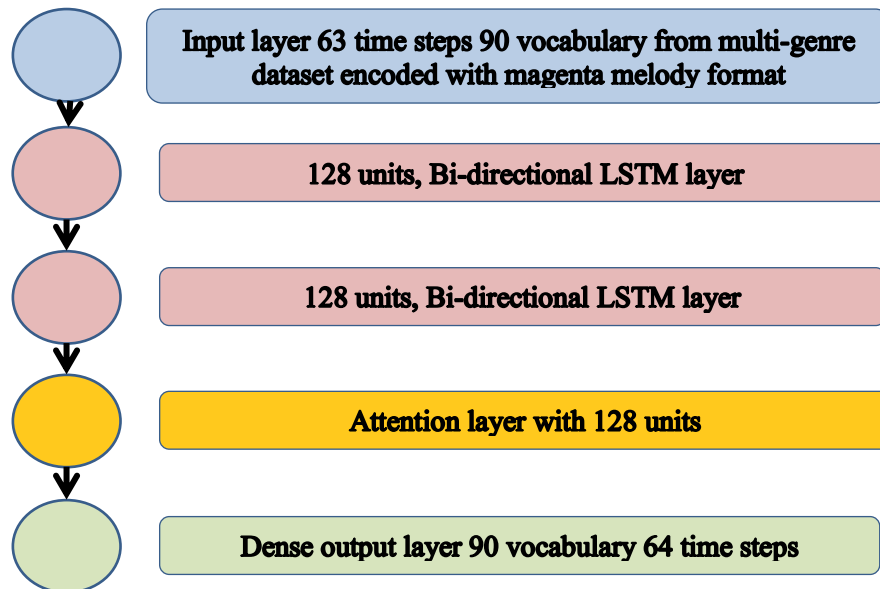 Input layer 63 time steps 90 vocabulary from multi-genre
dataset encoded with magenta melody format
128 units, Bi-directional LSTM layer
128 units, Bi-directional LSTM layer
Attention layer with 128 units
Dense output layer 90 vocabulary 64 time steps